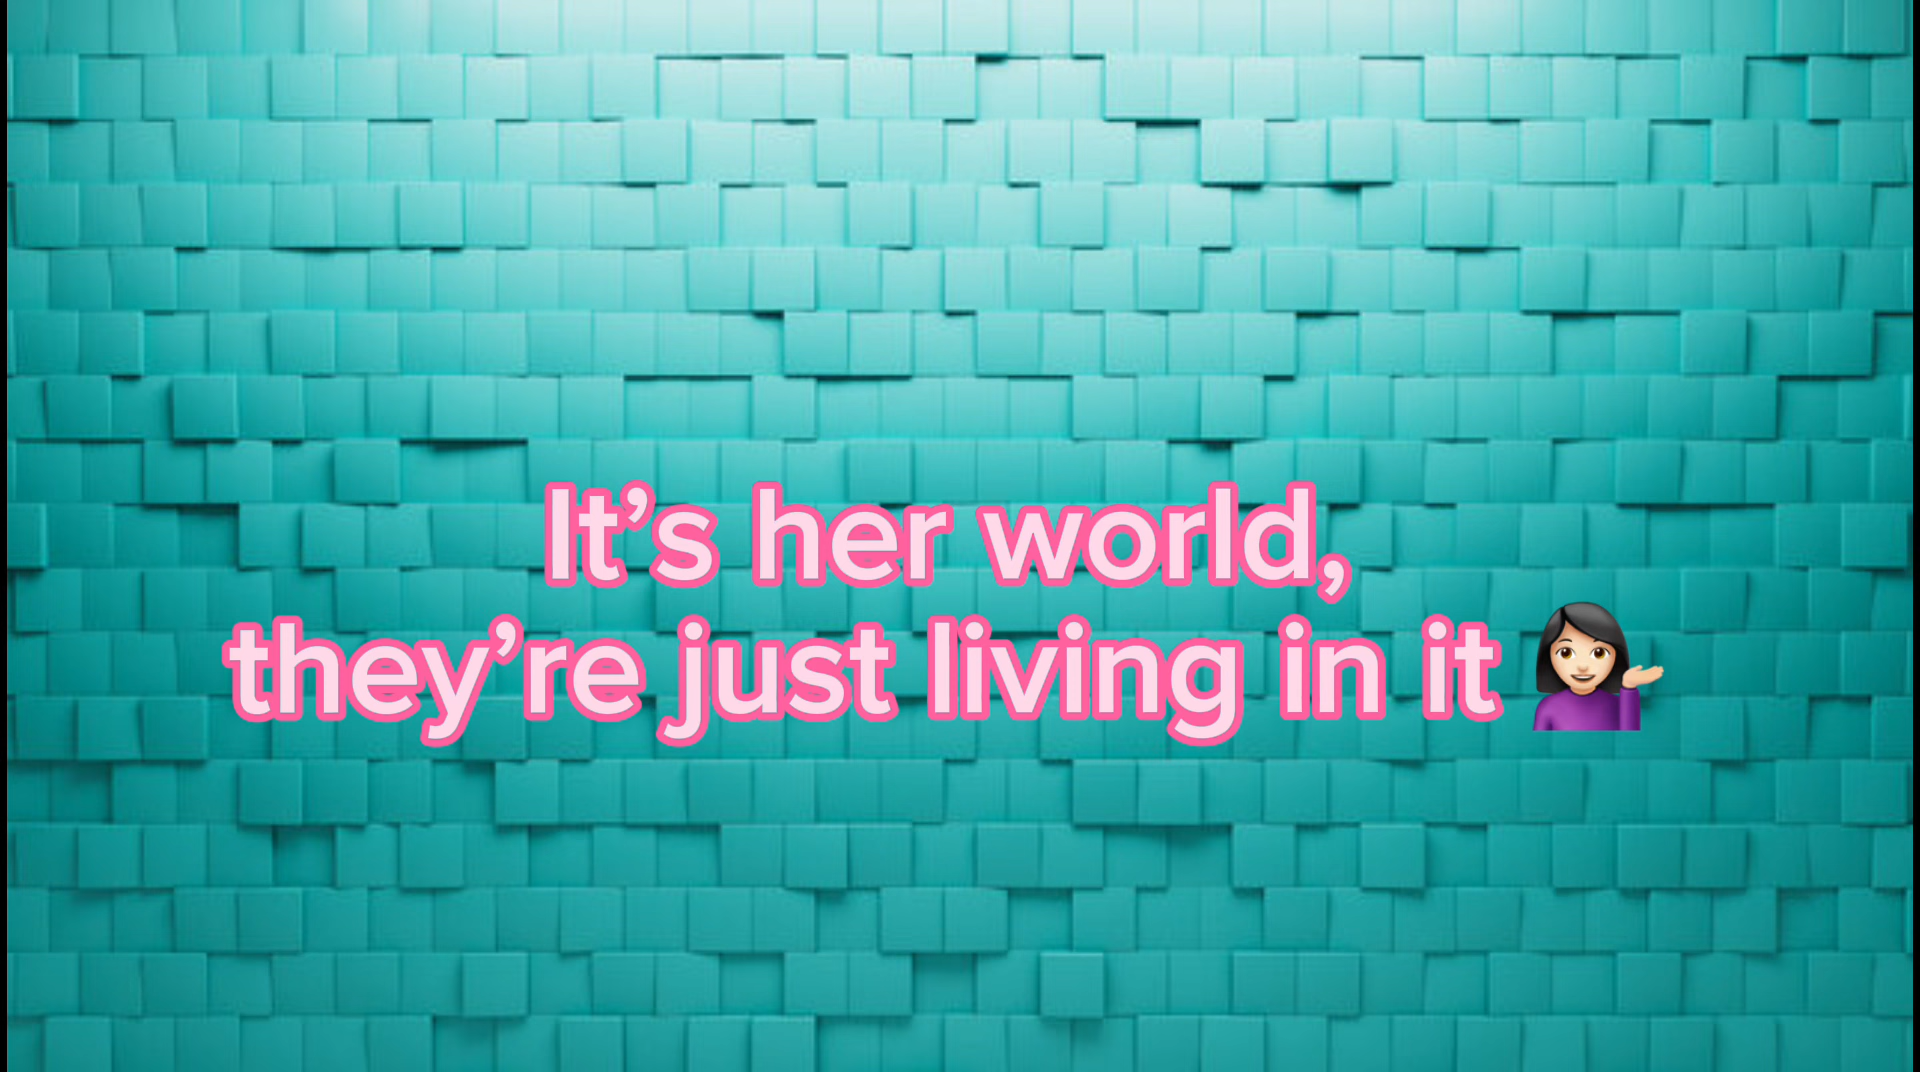 It’s her world,
they’re just living in it 💁🏻‍♀️